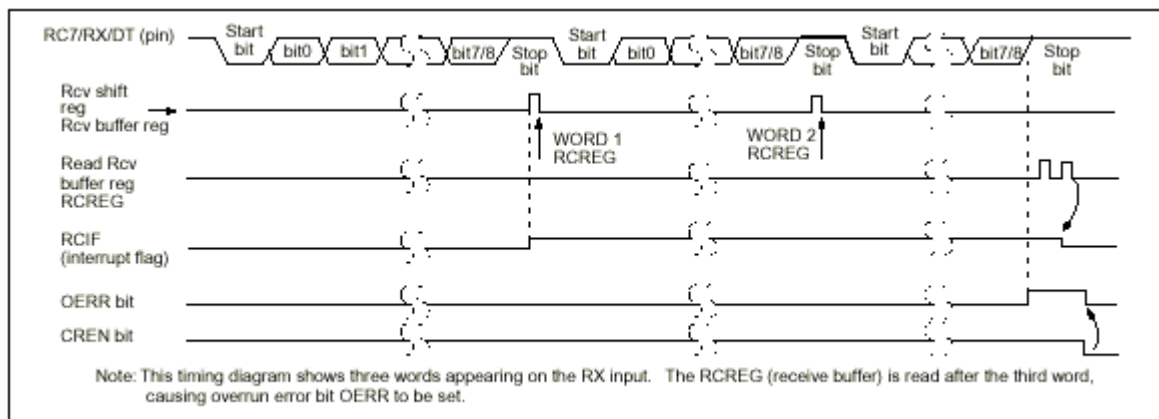 RC7/RX/DT (pin)
Start
bit
bit0
bit1
bit7/8
Stop
bit
Start
bit
bit0
bit7/8
Stop
bit
Start
bit
bit7/8
Stop
bit
Rcv shift
reg
Rcv buffer reg
WORD 1
RCREG
WORD 2
RCREG
Read Rcv
buffer reg
RCREG
RCIF
(interrupt flag)
OERR bit
CREN bit
Note: This timing diagram shows three words appearing on the RX input. The RCREG (receive buffer) is read after the third word,
causing overrun error bit OERR to be set.